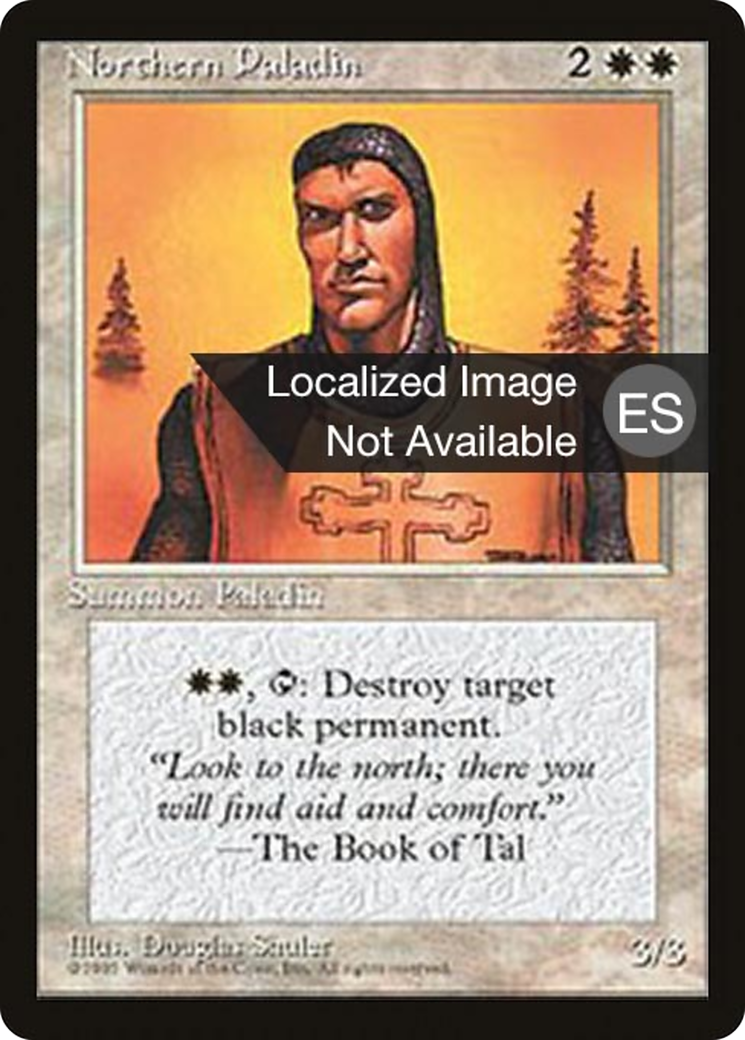 Northern Paladin 2
Localized Image
Not Available
ES
Summon Paladin
, : Destroy target
black permanent.
“Look to the north; there you
will find aid and comfort.”
—The Book of Tal
Illus. Douglas Shuler
3/3
©1995 Wizards of the Coast, Inc. All rights reserved.